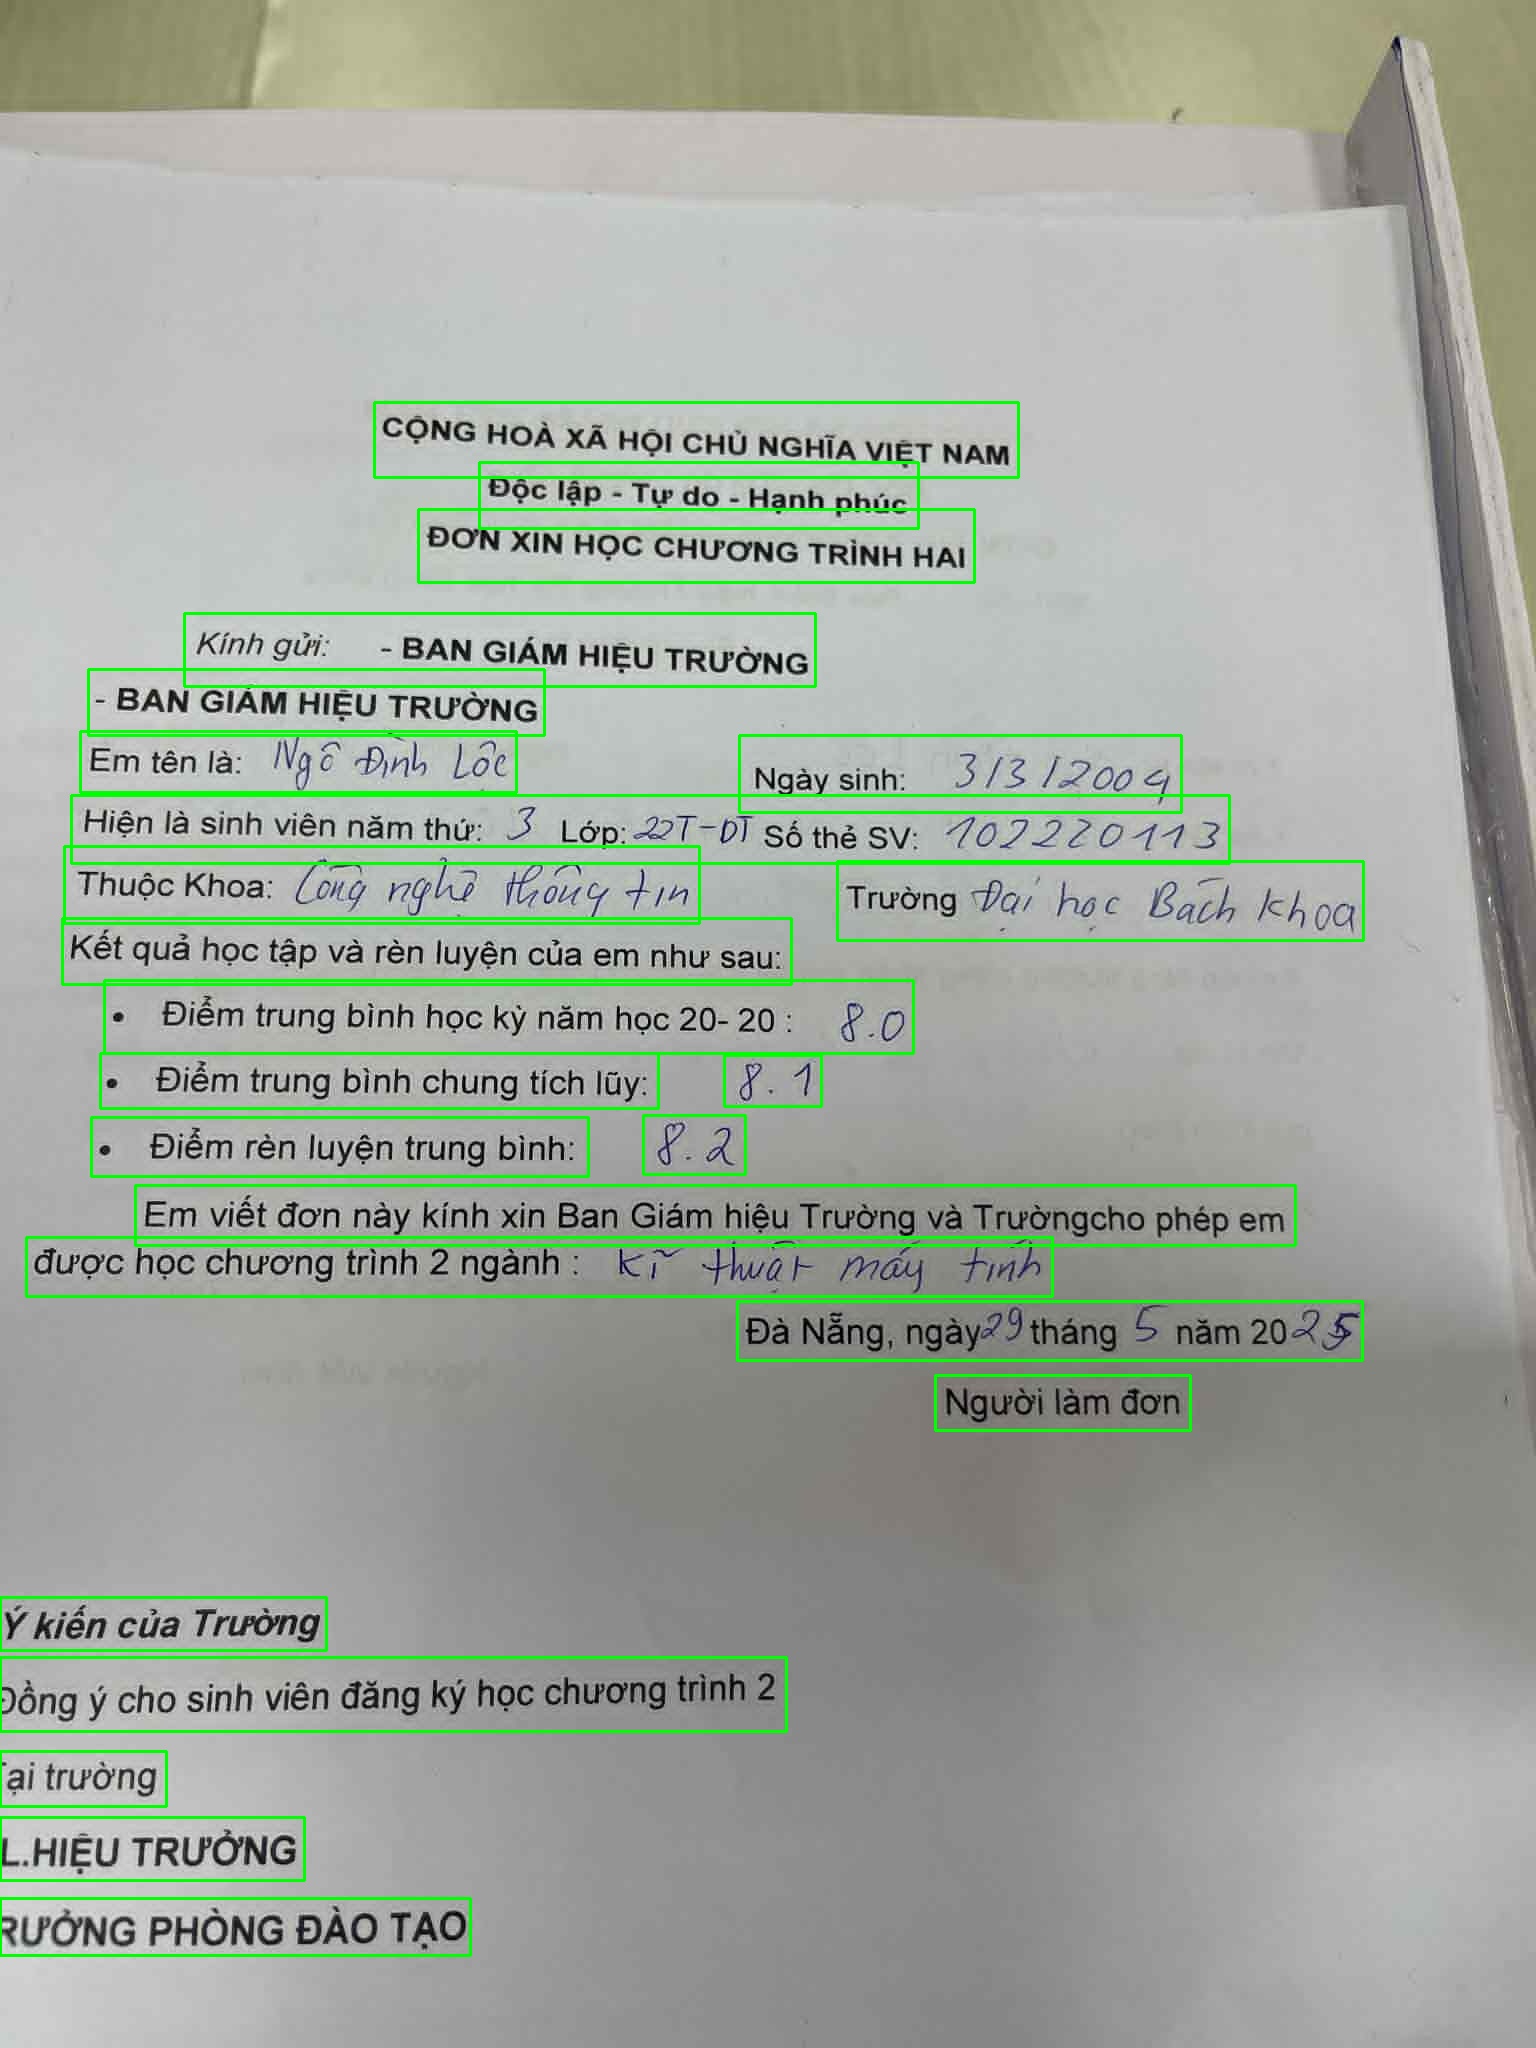 CỘNG HOÀ XÃ HỘI CHỦ NGHĨA VIỆT NAM
Độc lập - Tự do - Hạnh phúc
ĐƠN XIN HỌC CHƯƠNG TRÌNH HAI
Kính gửi: - BAN GIÁM HIỆU TRƯỜNG
- BAN GIÁM HIỆU TRƯỜNG
Em tên là: Ngô Đình Lộc Ngày sinh: 3/3/2004
Hiện là sinh viên năm thứ: 3 Lớp: 22T-DT Số thẻ SV: 102220113
Thuộc Khoa: Công nghệ thông tin Trường Đại học Bách khoa
Kết quả học tập và rèn luyện của em như sau:
• Điểm trung bình học kỳ năm học 20- 20 : 8.0
• Điểm trung bình chung tích lũy: 8.1
• Điểm rèn luyện trung bình: 8.2
Em viết đơn này kính xin Ban Giám hiệu Trường và Trườngcho phép em
được học chương trình 2 ngành : kĩ thuật máy tính
Đà Nẵng, ngày 29 tháng 5 năm 2025
Người làm đơn
Ý kiến của Trường
Đồng ý cho sinh viên đăng ký học chương trình 2
Tại trường
L.HIỆU TRƯỞNG
RƯỞNG PHÒNG ĐÀO TẠO